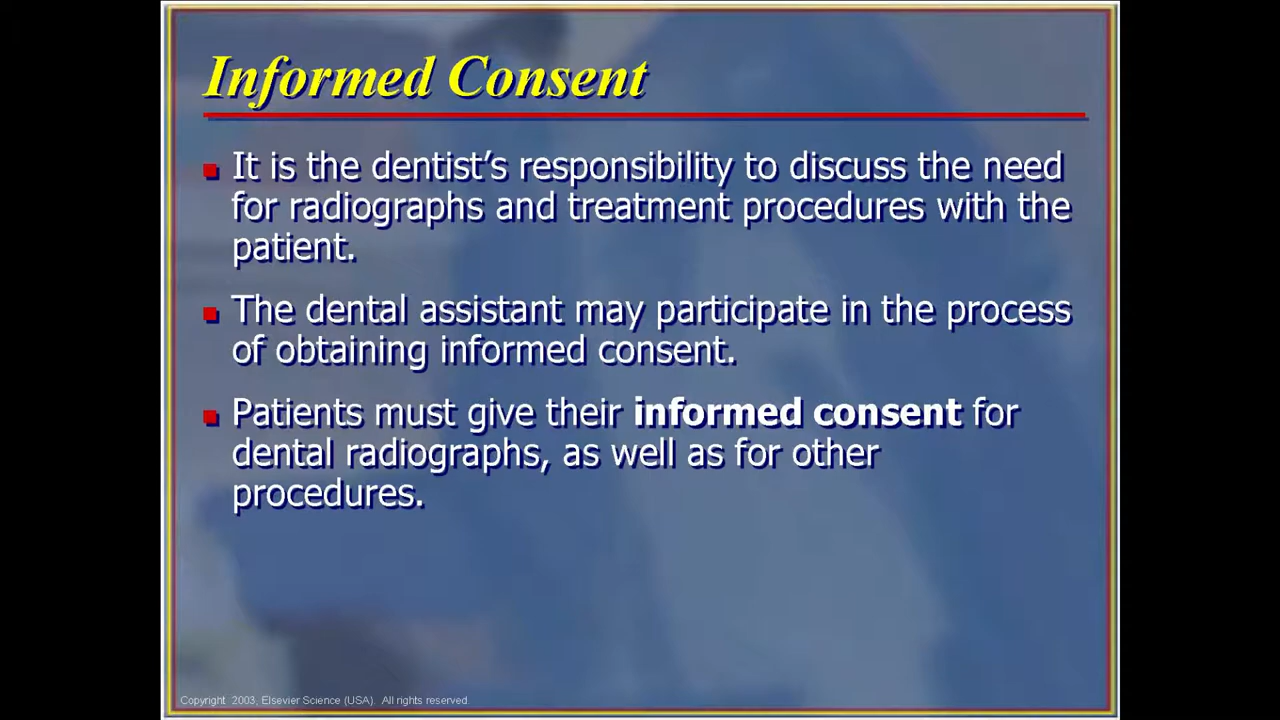 Informed Consent
It is the dentist’s responsibility to discuss the need
for radiographs and treatment procedures with the
patient.
The dental assistant may participate in the process
of obtaining informed consent.
Patients must give their informed consent for
dental radiographs, as well as for other
procedures.
Copyright 2003, Elsevier Science (USA). All rights reserved.